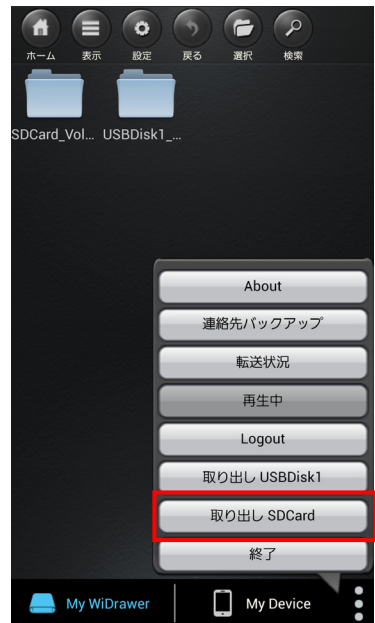 ホーム 表示 設定 戻る 選択 検索
SDCard_Vol... USBDisk1_...
About
連絡先バックアップ
転送状況
再生中
Logout
取り出し USBDisk1
取り出し SDCard
終了
My WiDrawer My Device